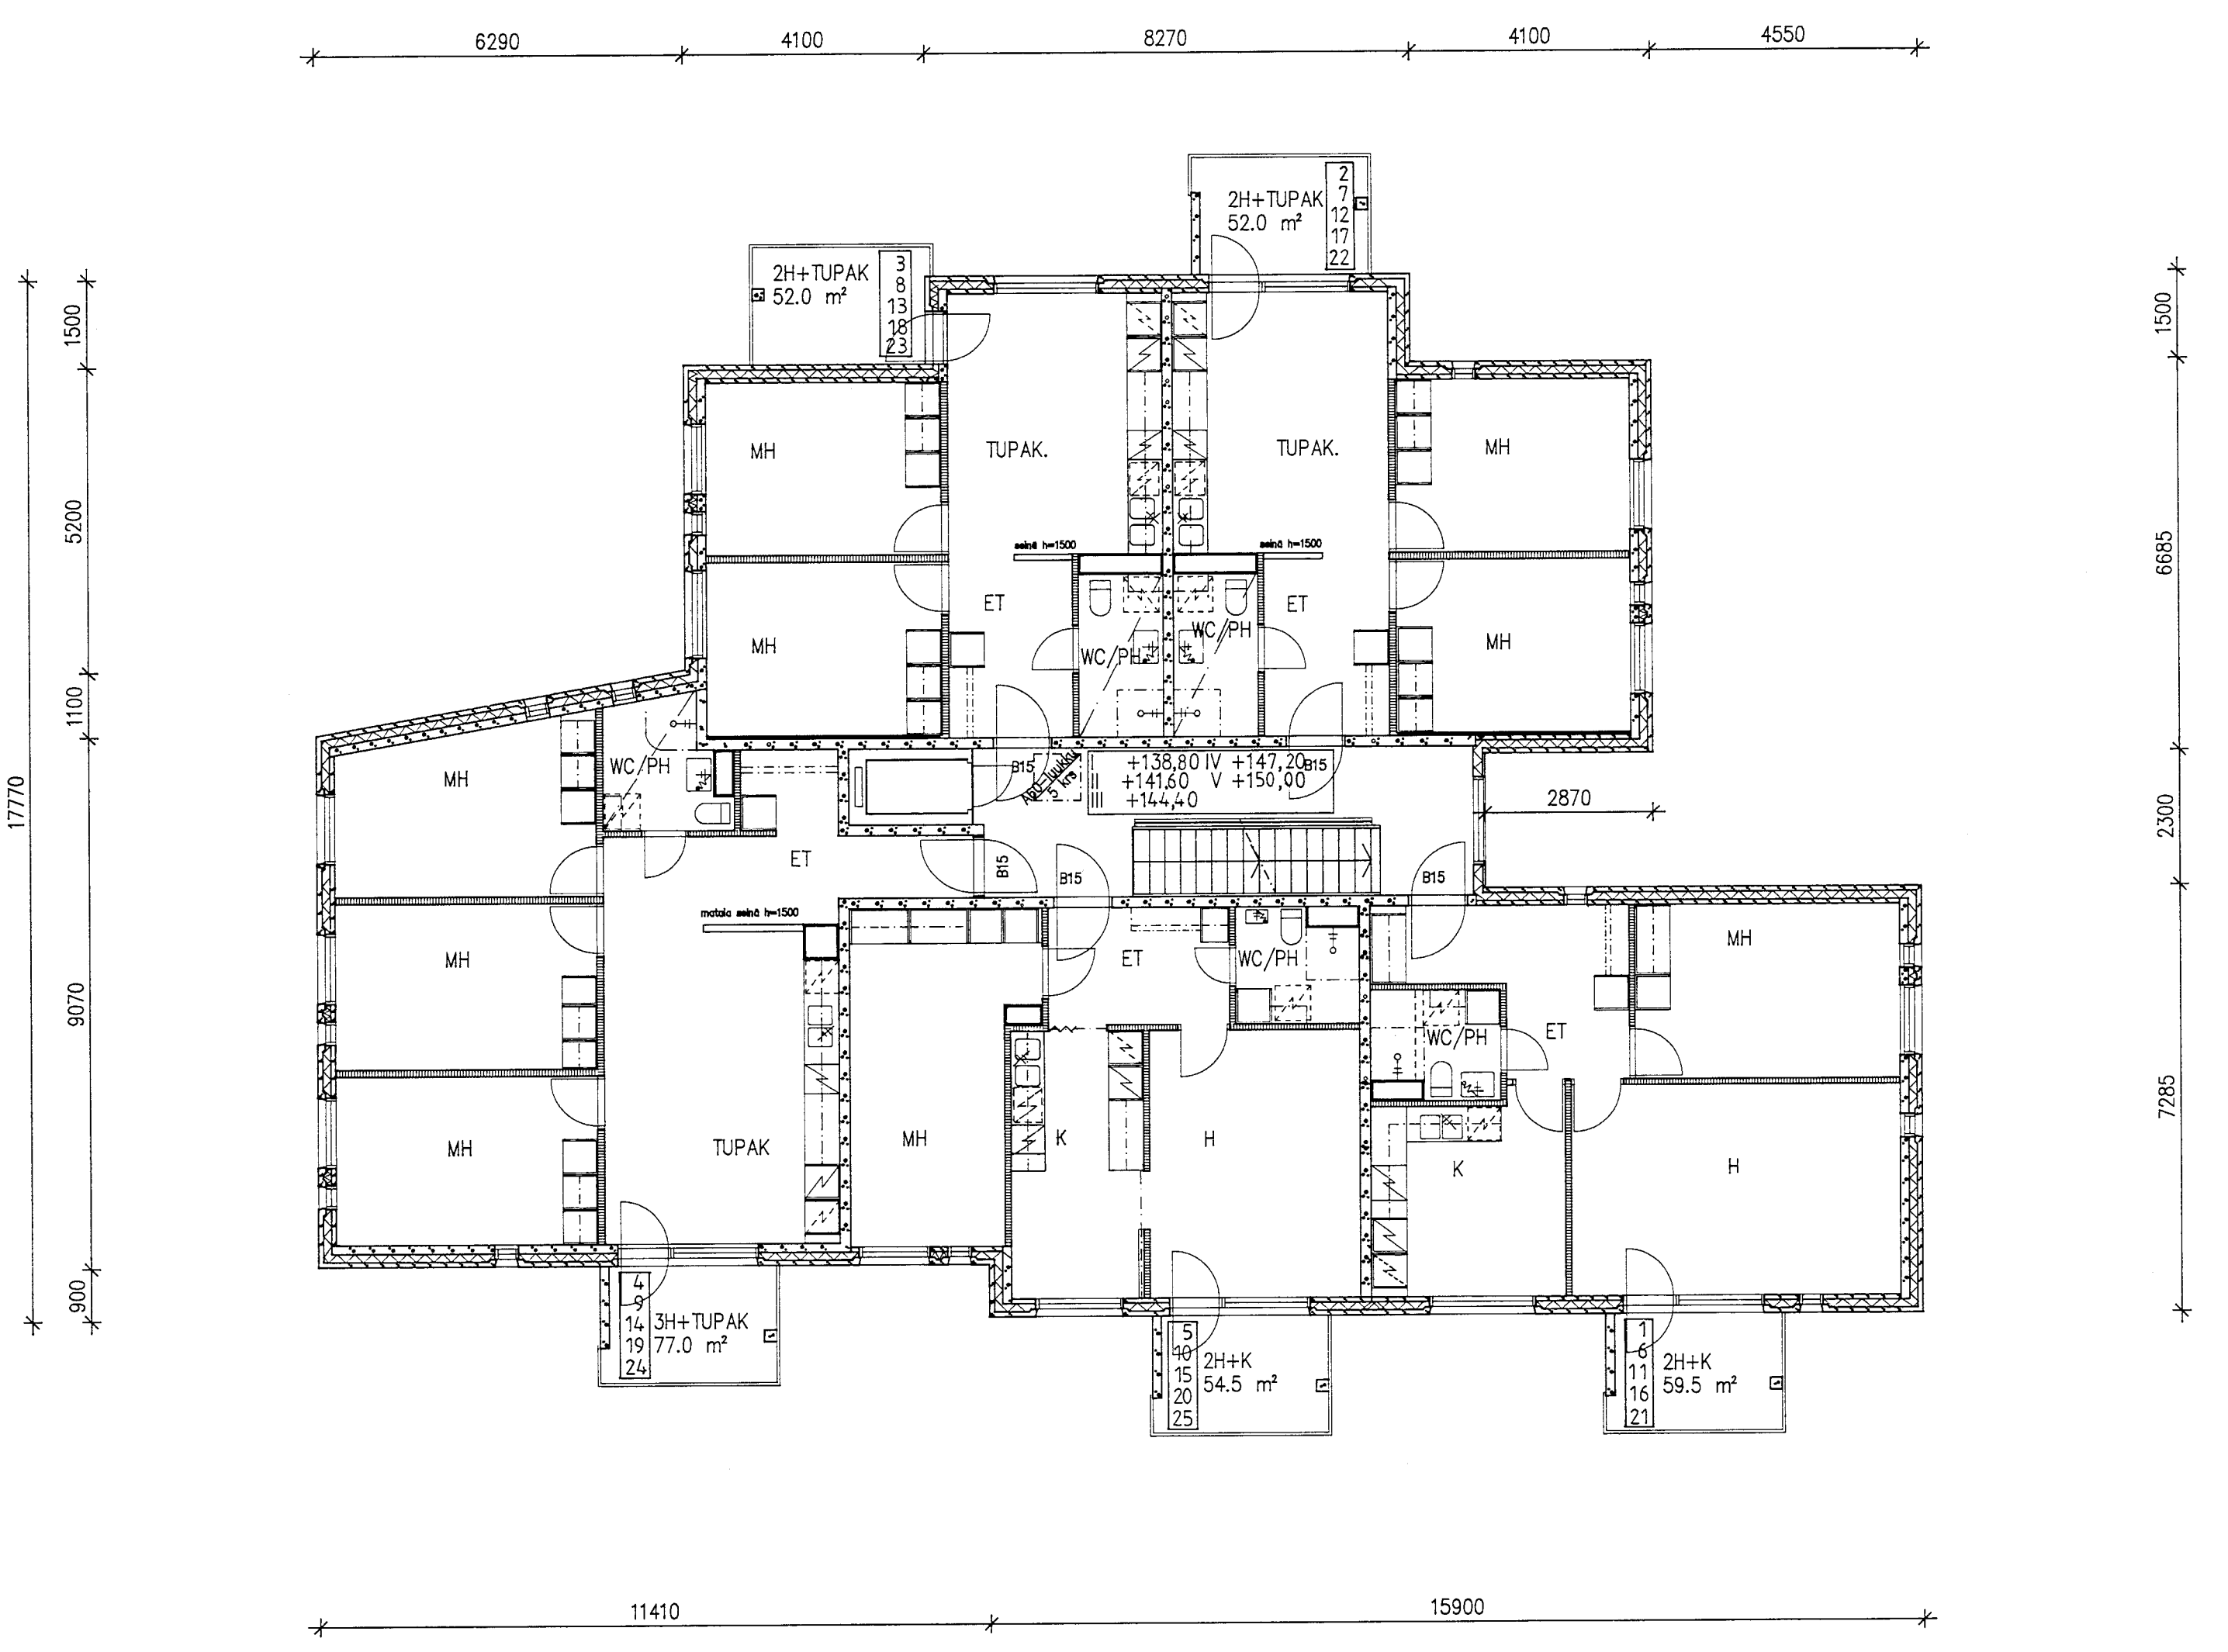 6290
4100
8270
4100
4550
2H+TUPAK
52.0 m²
2
7
12
17
22
2H+TUPAK
52.0 m²
3
8
13
18
23
1500
5200
1100
9070
900
17770
1500
6685
2300
7285
MH
TUPAK.
TUPAK.
MH
seinä h=1500
seinä h=1500
MH
ET
WC/PH
WC/PH
ET
MH
MH
WC/PH
B15
Apo-luukku
5 krs
I +138,80 IV +147,20
II +141,60 V +150,00
III +144,40
B15
2870
ET
B15
B15
B15
matala seinä h=1500
MH
ET
WC/PH
MH
WC/PH
ET
MH
TUPAK
MH
K
H
K
H
4
9
14
19
24
3H+TUPAK
77.0 m²
5
10
15
20
25
2H+K
54.5 m²
1
6
11
16
21
2H+K
59.5 m²
11410
15900